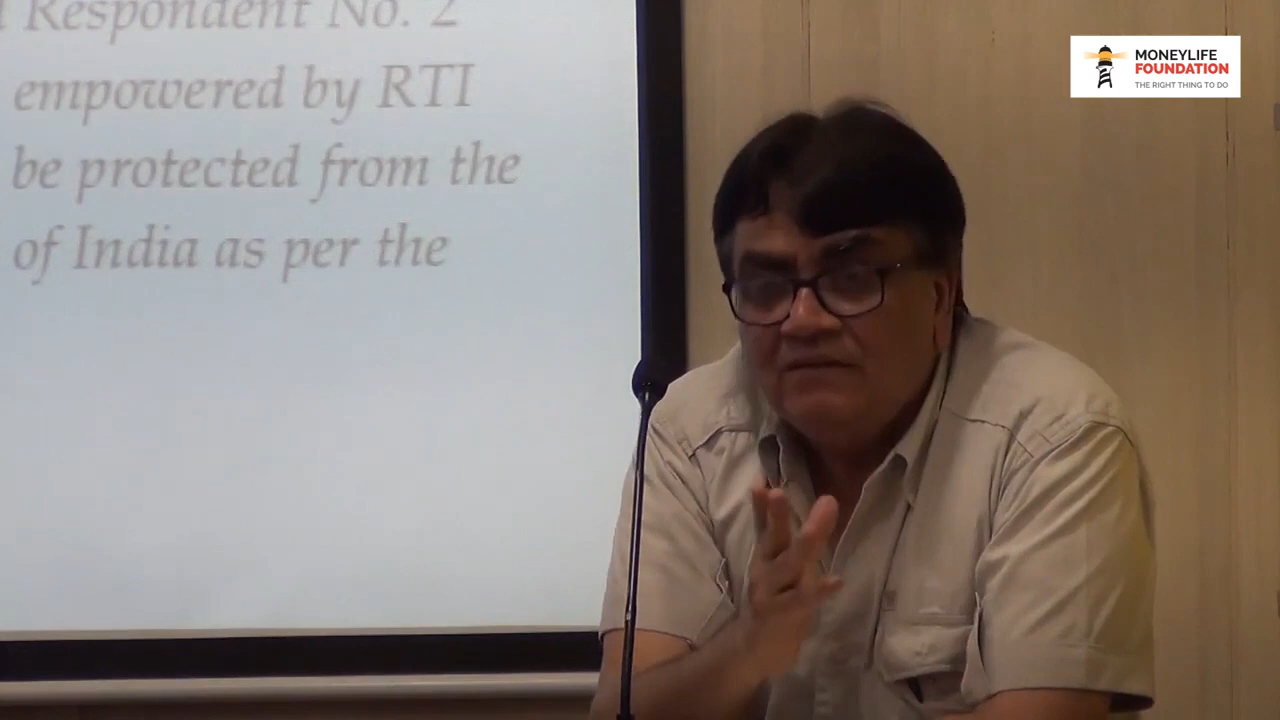 Respondent No. 2
empowered by RTI
be protected from the
of India as per the
MONEYLIFE
FOUNDATION
THE RIGHT THING TO DO